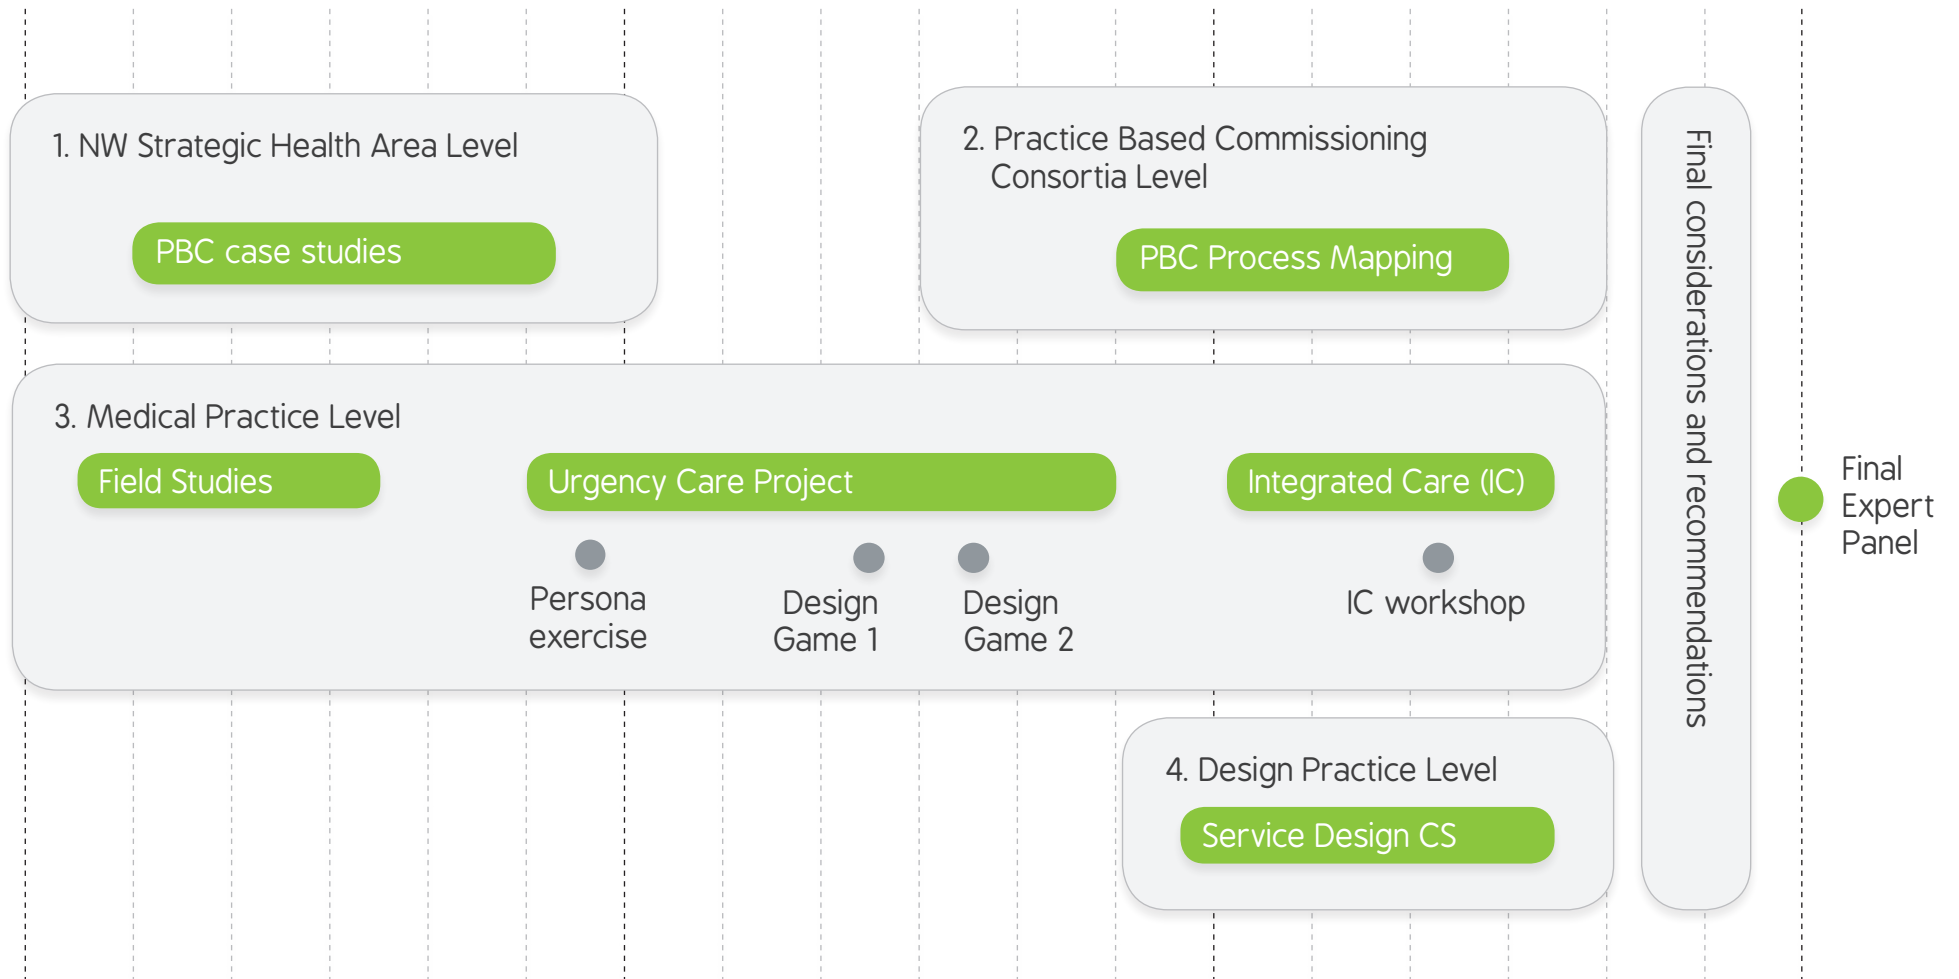 1. NW Strategic Health Area Level
PBC case studies
2. Practice Based Commissioning
Consortia Level
PBC Process Mapping
3. Medical Practice Level
Field Studies
Urgency Care Project
Integrated Care (IC)
Persona
exercise
Design
Game 1
Design
Game 2
IC workshop
4. Design Practice Level
Service Design CS
Final considerations and recommendations
Final
Expert
Panel